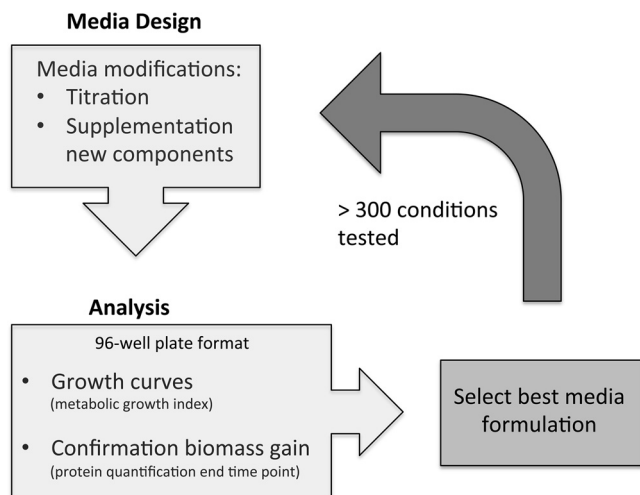 Media Design
Media modifications:
• Titration
• Supplementation
new components
> 300 conditions
tested
Analysis
96-well plate format
• Growth curves
(metabolic growth index)
• Confirmation biomass gain
(protein quantification end time point)
Select best media
formulation